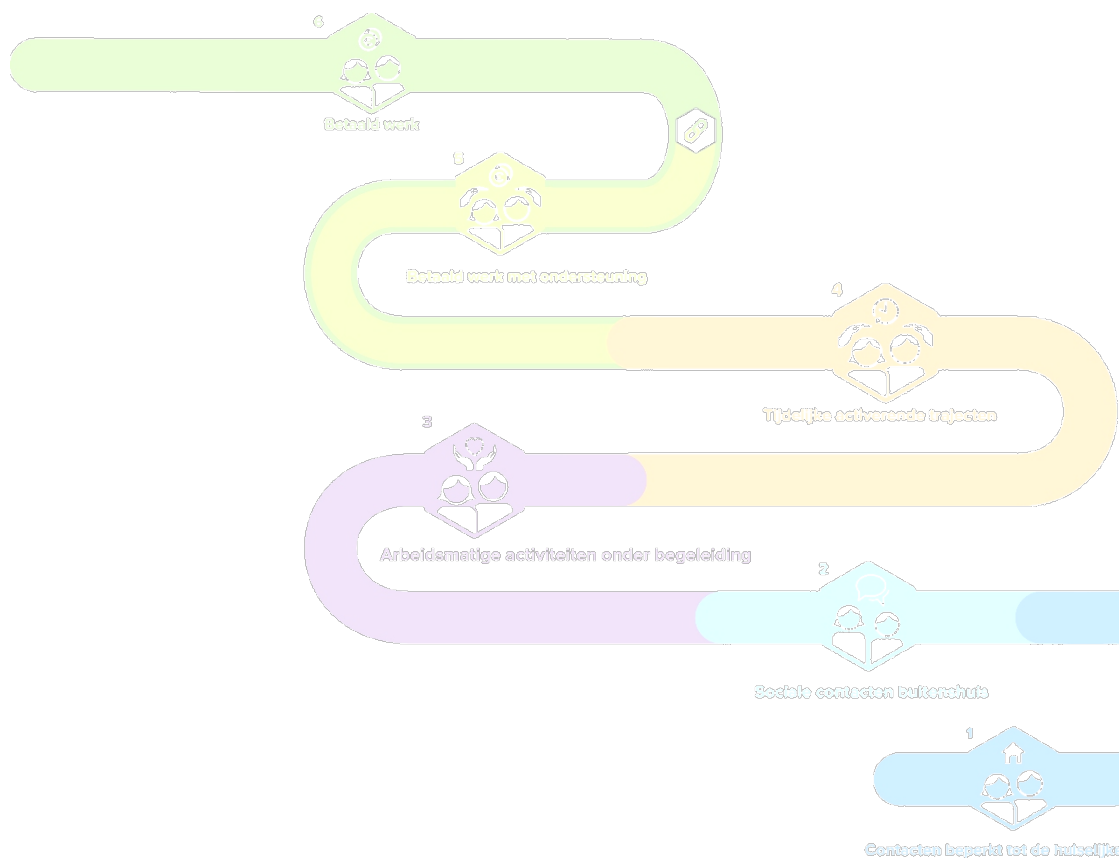 6
Betaald werk
5
Betaald werk met ondersteuning
4
Tijdelijke activerende trajecten
3
Arbeidsmatige activiteiten onder begeleiding
2
Sociale contacten buitenshuis
1
Contacten beperkt tot de